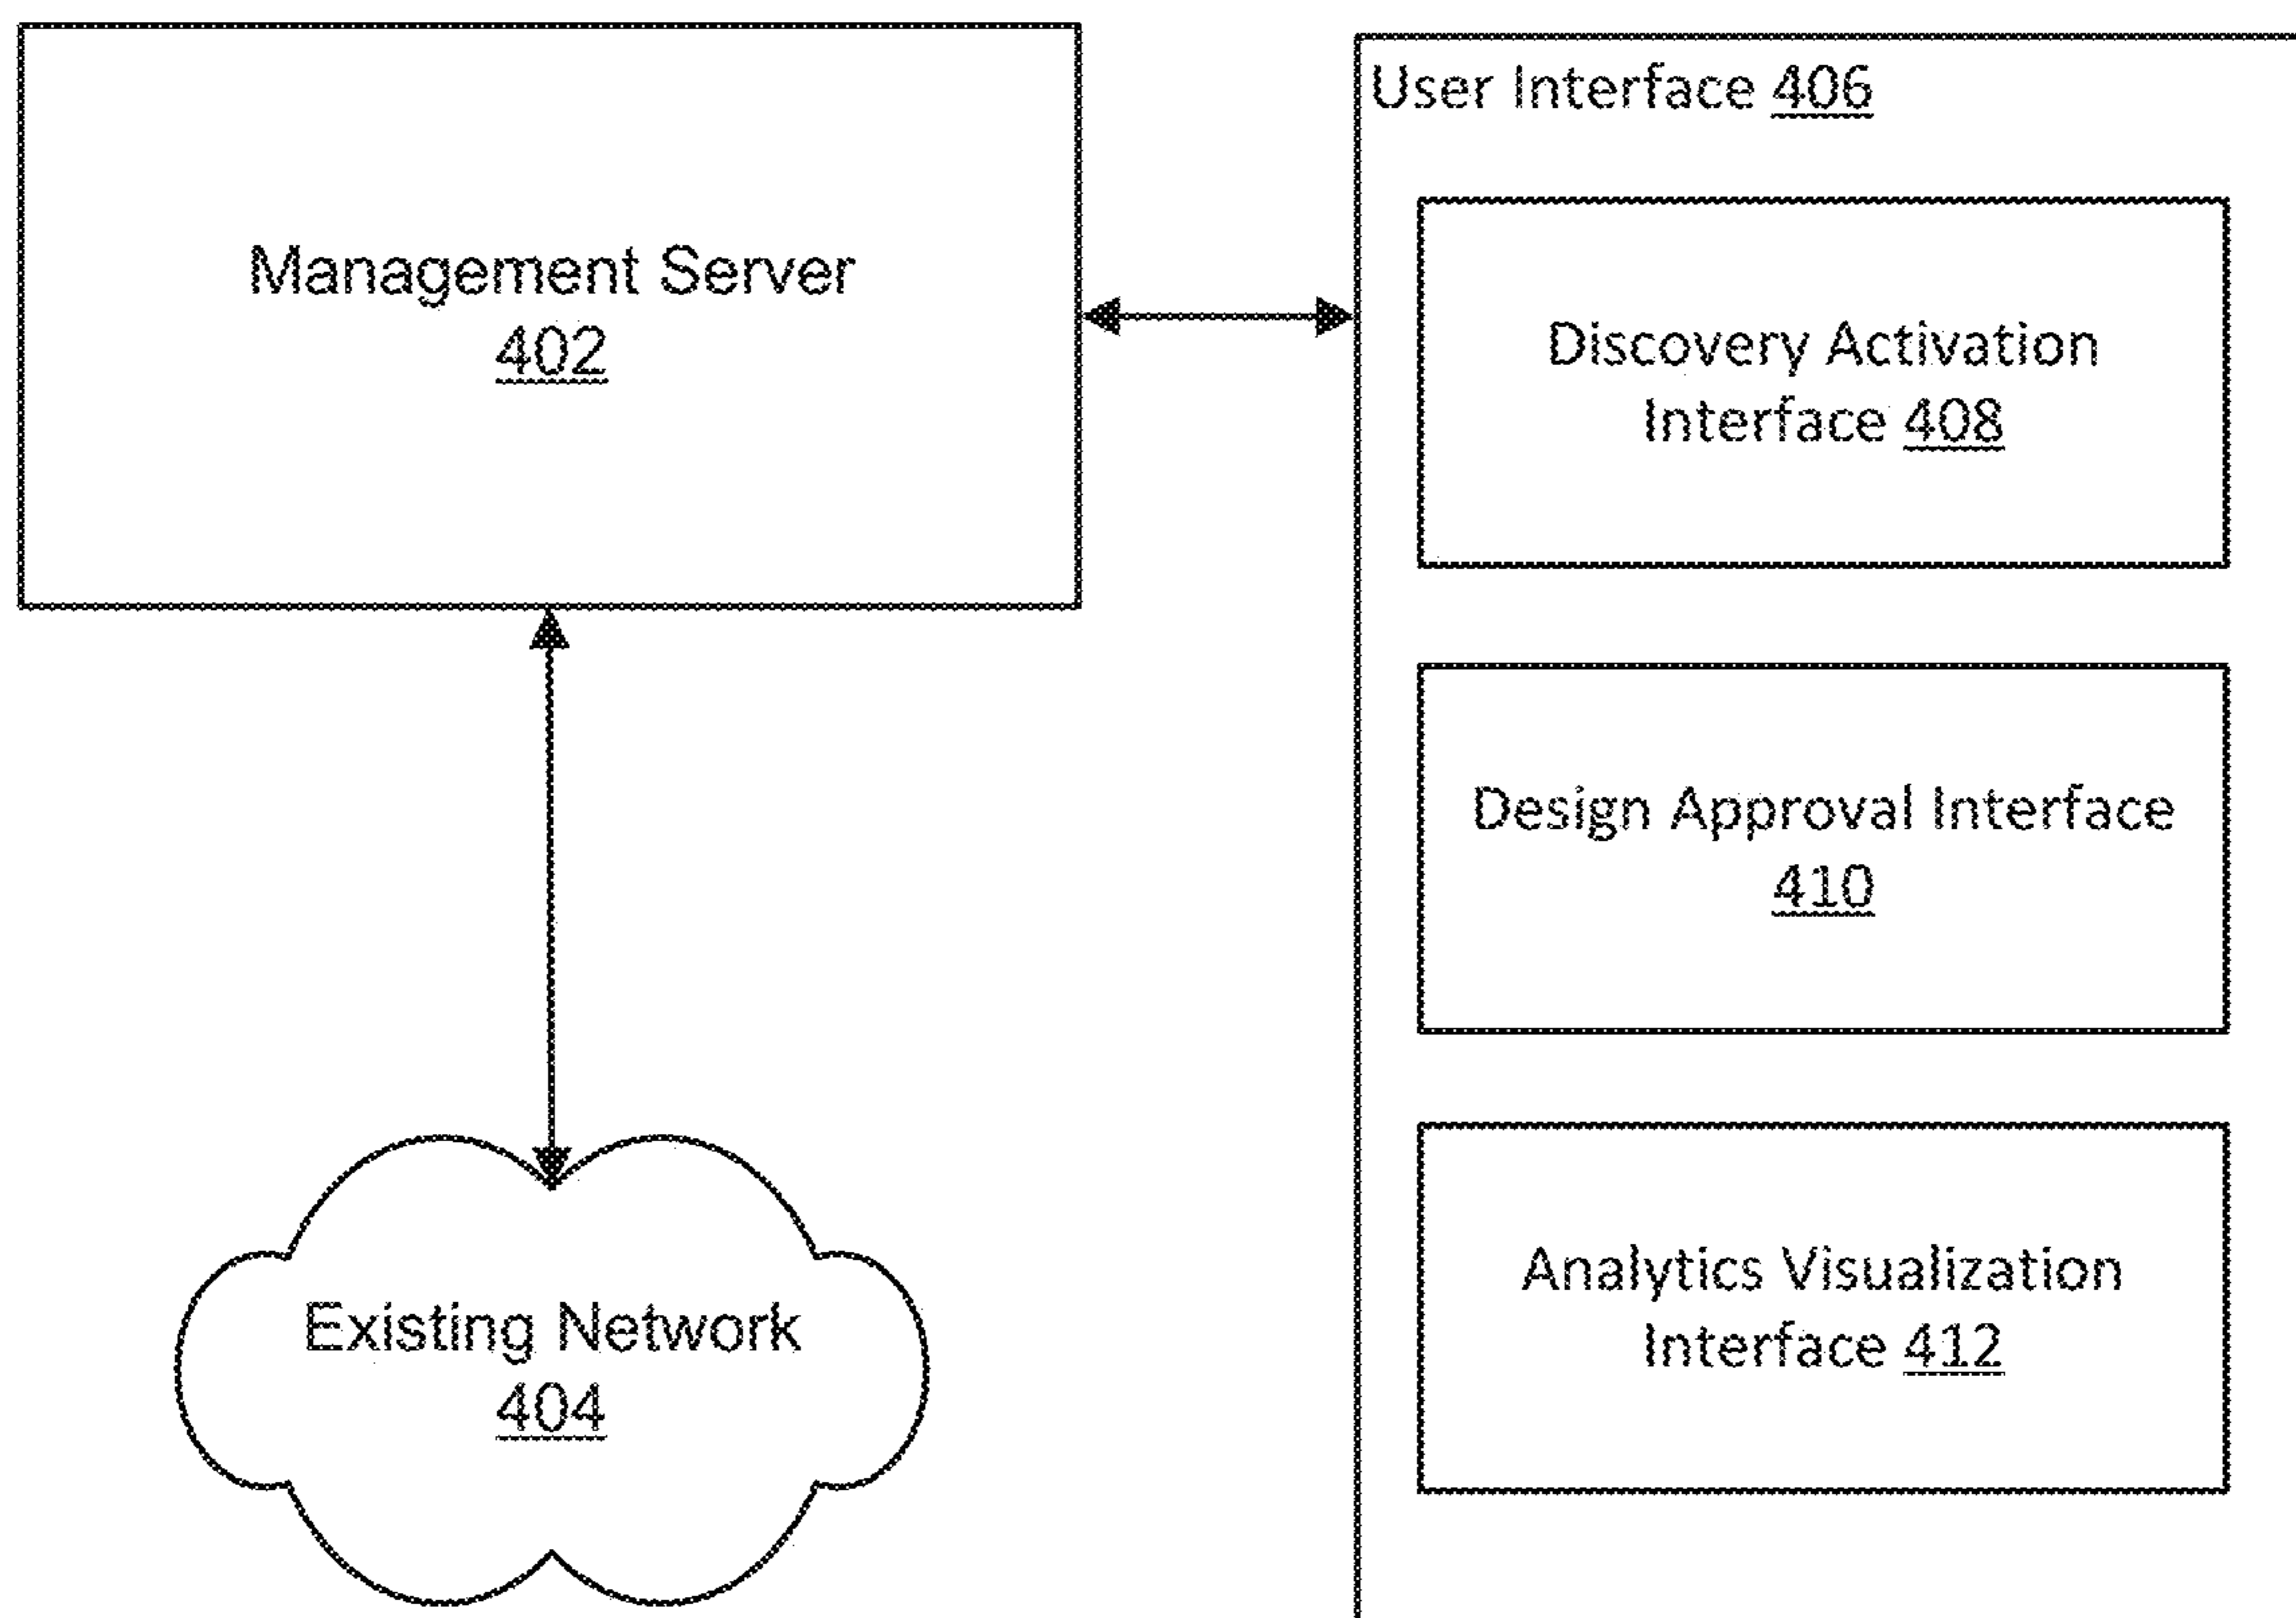 Management Server
402
User Interface 406
Discovery Activation
Interface 408
Design Approval Interface
410
Analytics Visualization
Interface 412
Existing Network
404